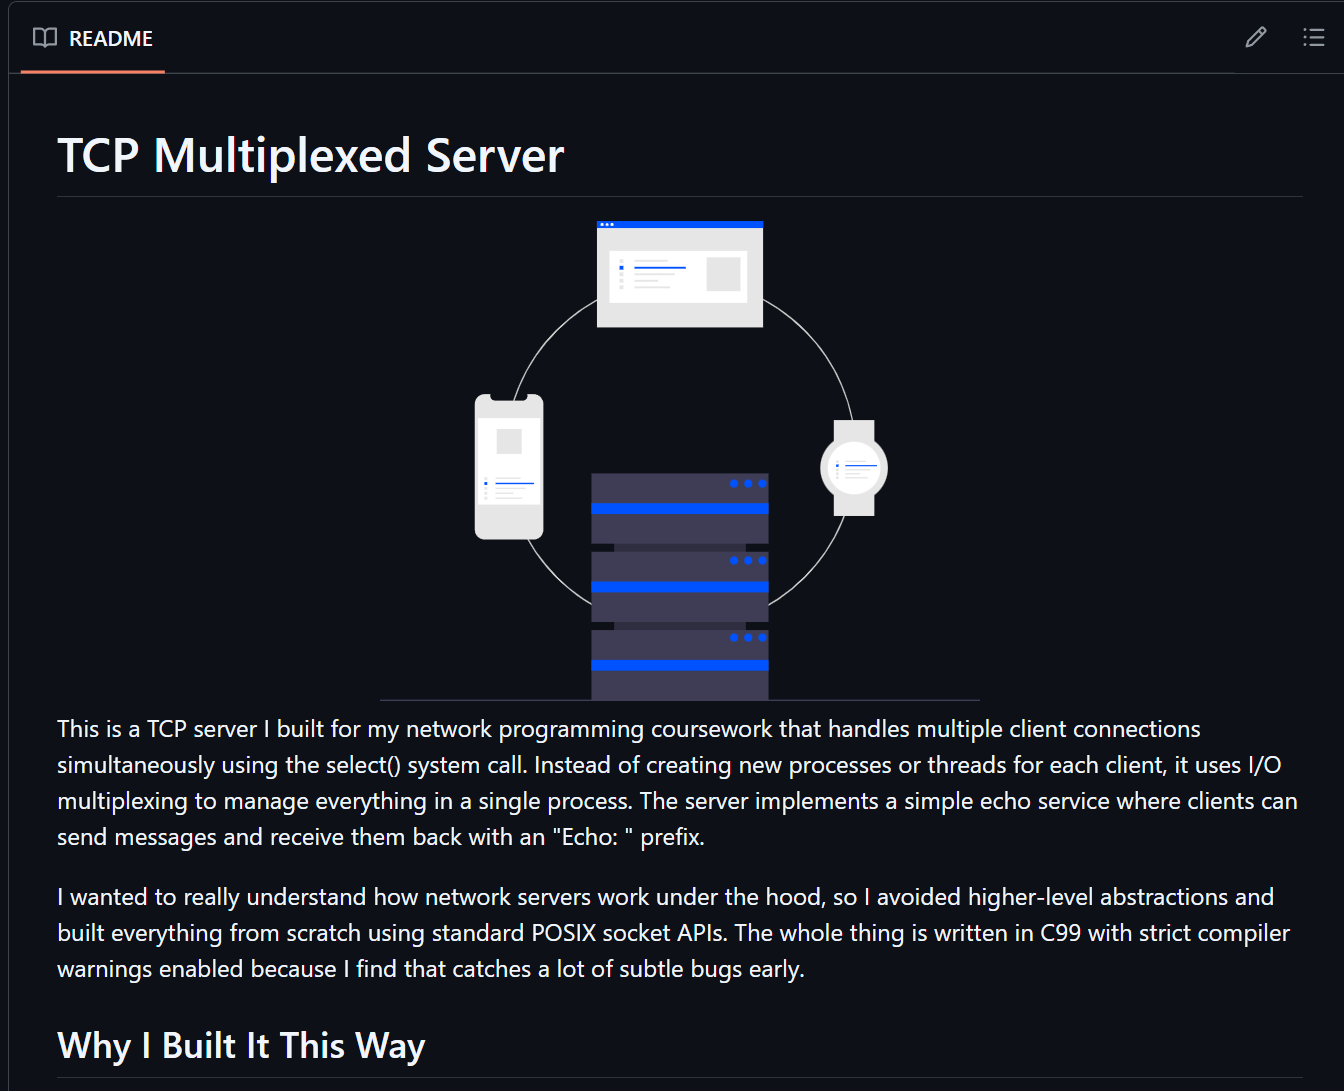 README
TCP Multiplexed Server
This is a TCP server I built for my network programming coursework that handles multiple client connections
simultaneously using the select() system call. Instead of creating new processes or threads for each client, it uses I/O
multiplexing to manage everything in a single process. The server implements a simple echo service where clients can
send messages and receive them back with an "Echo: " prefix.
I wanted to really understand how network servers work under the hood, so I avoided higher-level abstractions and
built everything from scratch using standard POSIX socket APIs. The whole thing is written in C99 with strict compiler
warnings enabled because I find that catches a lot of subtle bugs early.
Why I Built It This Way